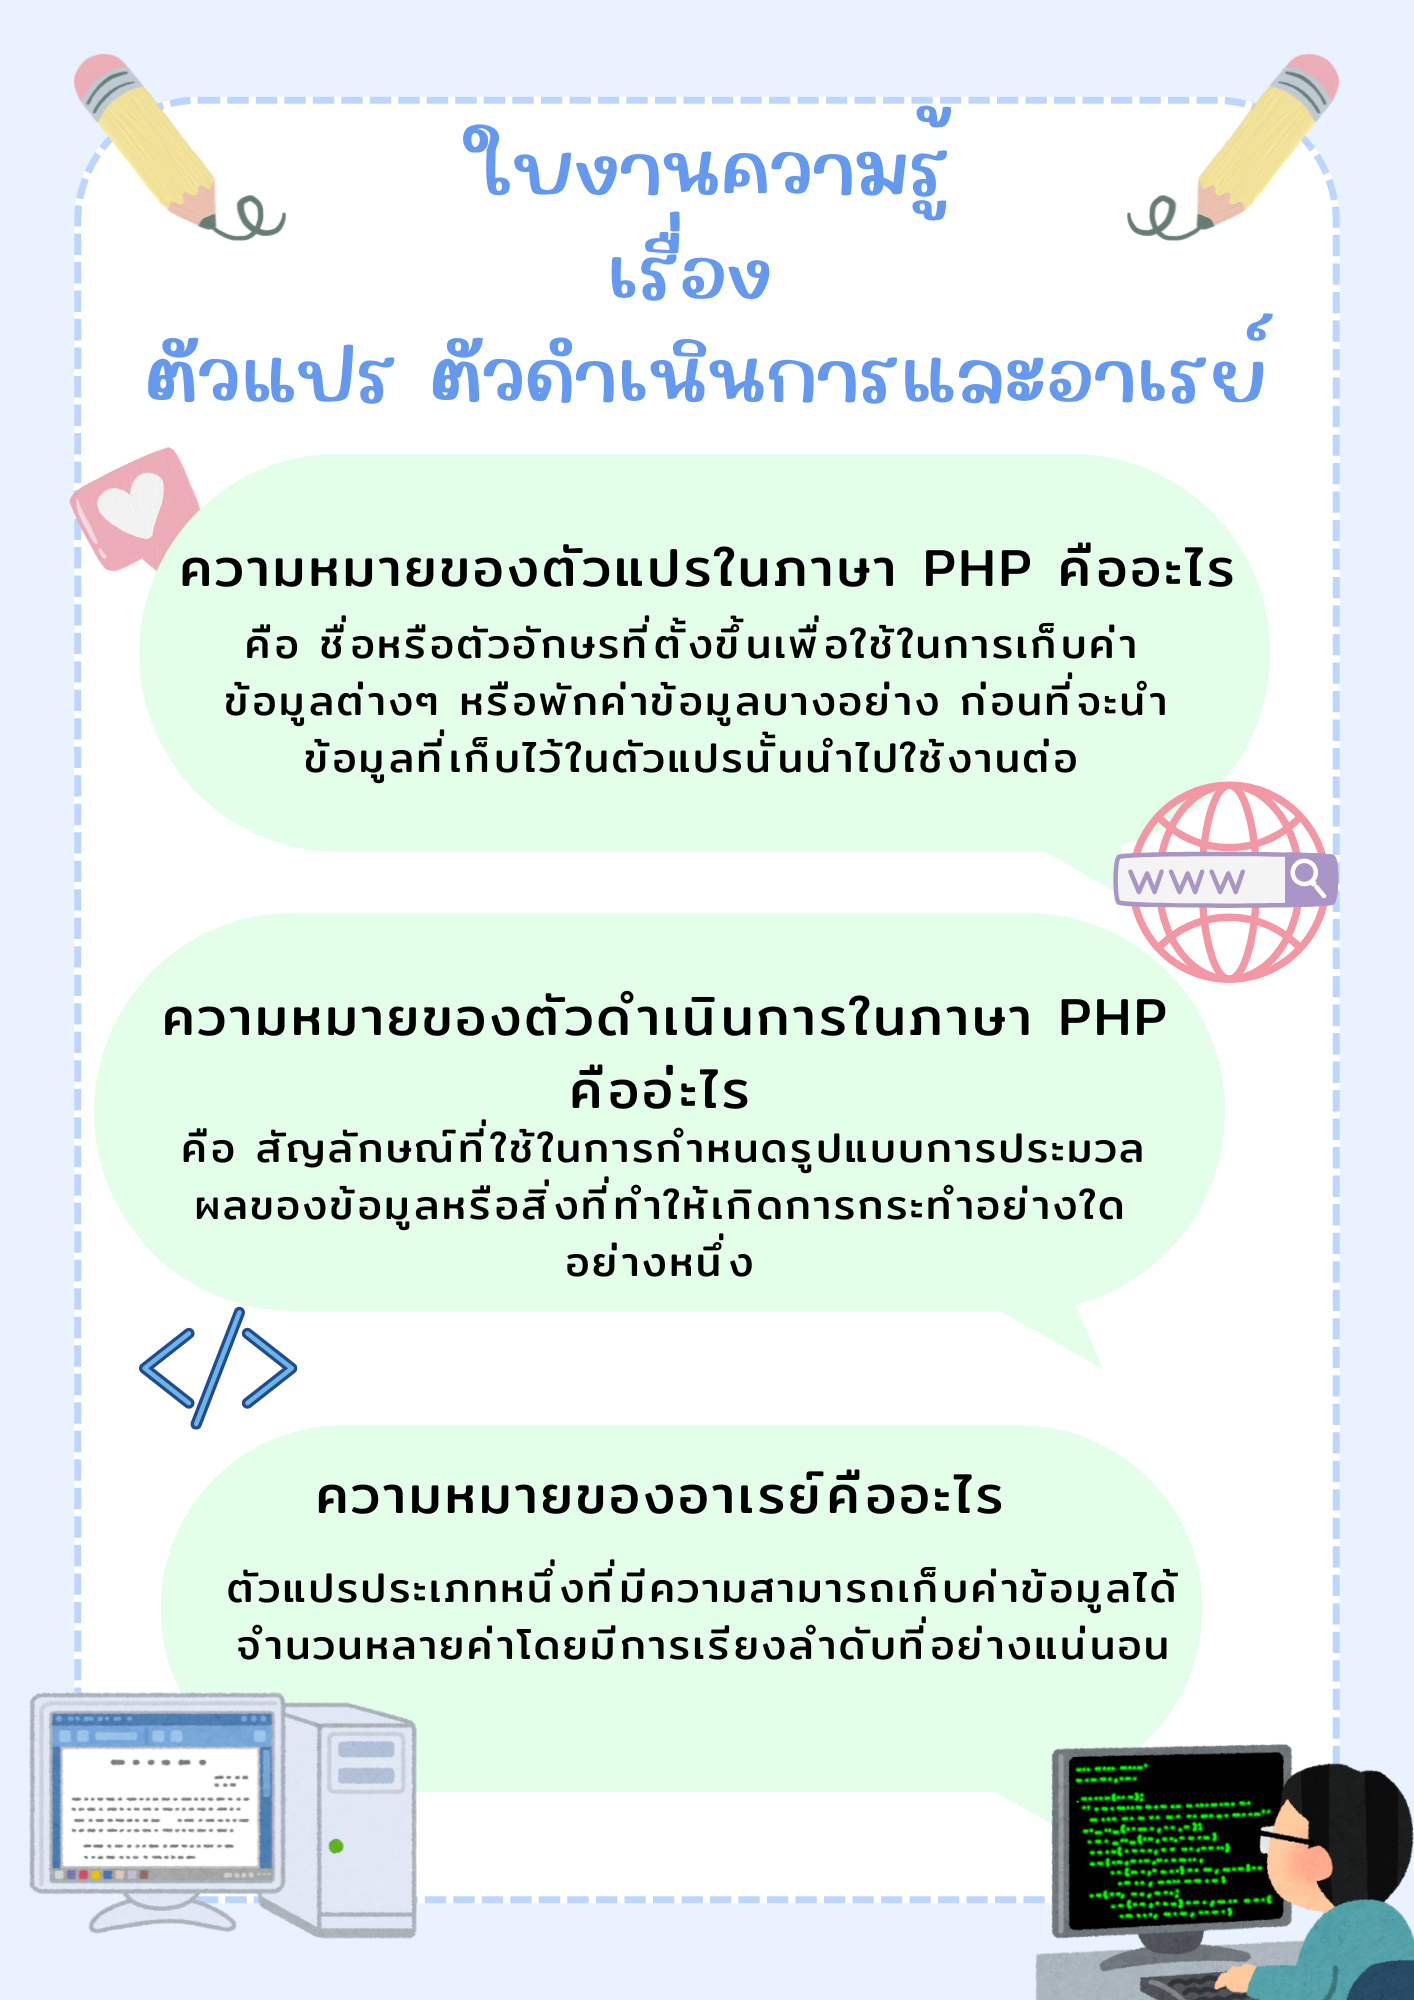 ใบงานความรู้
เรื่อง
ตัวแปร ตัวดำเนินการและอาเรย์
ความหมายของตัวแปรในภาษา PHP คืออะไร
คือ ชื่อหรือตัวอักษรที่ตั้งขึ้นเพื่อใช้ในการเก็บค่า
ข้อมูลต่างๆ หรือพักค่าข้อมูลบางอย่าง ก่อนที่จะนำ
ข้อมูลที่เก็บไว้ในตัวแปรนั้นนำไปใช้งานต่อ
WWW
ความหมายของตัวดำเนินการในภาษา PHP
คืออ่ะไร
คือ สัญลักษณ์ที่ใช้ในการกำหนดรูปแบบการประมวล
ผลของข้อมูลหรือสิ่งที่ทำให้เกิดการกระทำอย่างใด
อย่างหนึ่ง
</>
ความหมายของอาเรย์คืออะไร
ตัวแปรประเภทหนึ่งที่มีความสามารถเก็บค่าข้อมูลได้
จำนวนหลายค่าโดยมีการเรียงลำดับที่อย่างแน่นอน